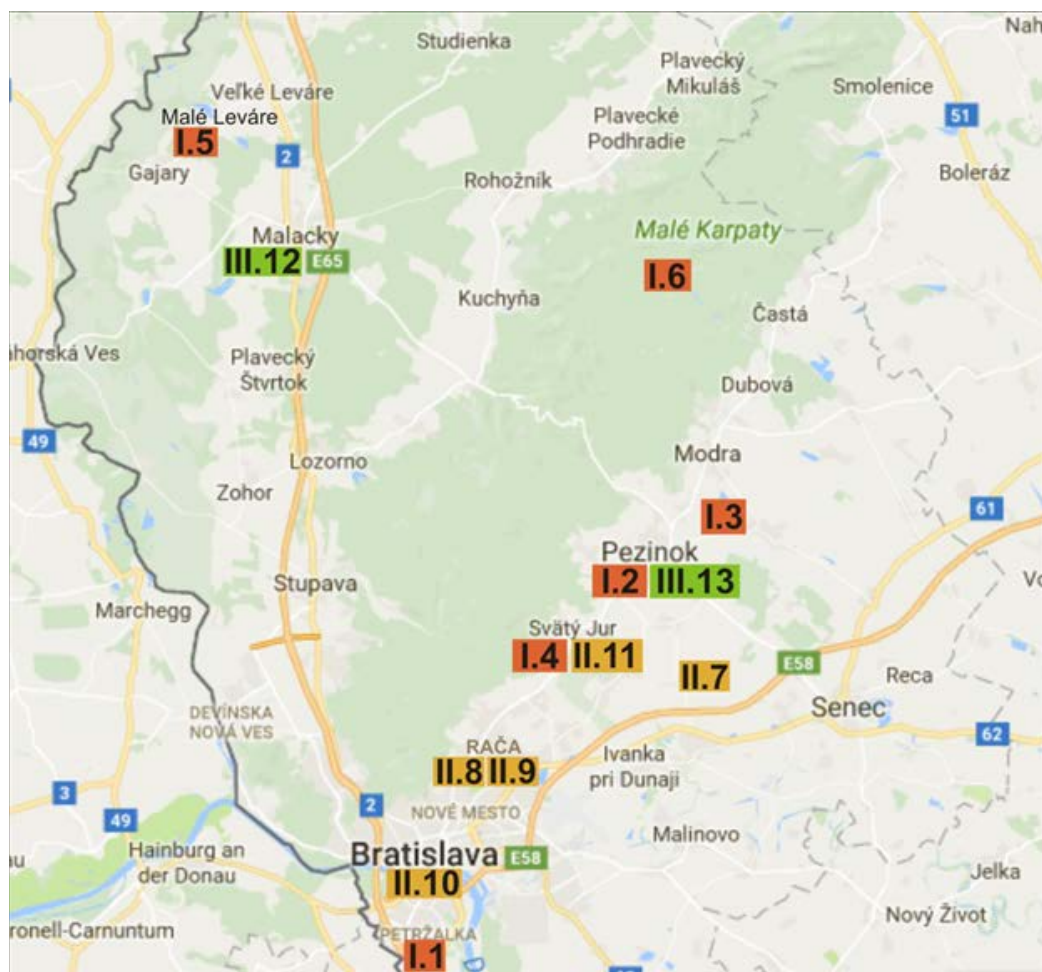 Studienka
Nah
Plavecký
Mikuláš
Smolenice
Veľké Leváre
Malé Leváre
Plavecké
Podhradie
51
I.5
2
Gajary
Rohožník
Boleráz
Malacky
Malé Karpaty
III.12
E65
I.6
Kuchyňa
Častá
horská Ves
Plavecký
Štvrtok
Dubová
49
Modra
Lozorno
Zohor
61
I.3
Pezinok
I.2
III.13
Stupava
Marchegg
Svätý Jur
I.4
II.11
II.7
E58
Reca
Senec
DEVÍNSKA
NOVÁ VES
62
RAČA
II.8
II.9
Ivanka
pri Dunaji
3
49
2
NOVÉ MESTO
Malinovo
Hainburg an
der Donau
Bratislava
E58
II.10
Jelka
Nový Život
ronell-Carnuntum
PETRŽALKA
I.1